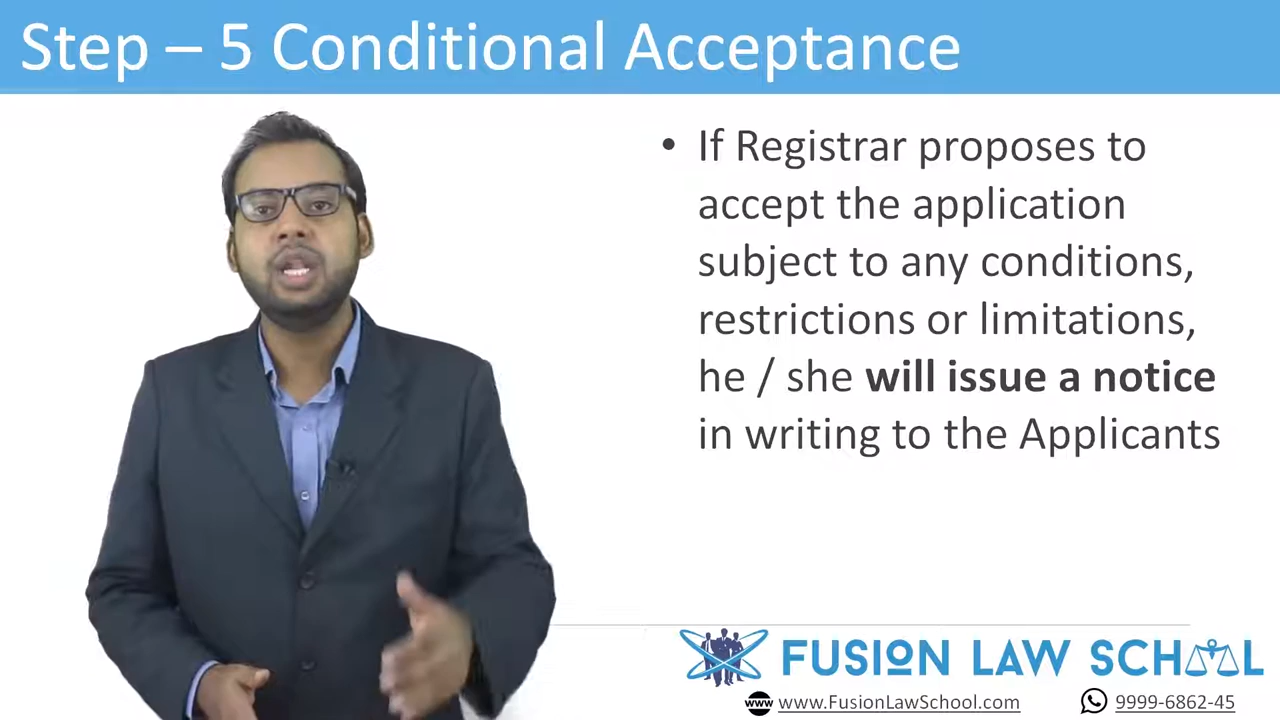 Step – 5 Conditional Acceptance
• If Registrar proposes to
accept the application
subject to any conditions,
restrictions or limitations,
he / she will issue a notice
in writing to the Applicants
FUSION LAW SCHOOL
www www.FusionLawSchool.com 9999-6862-45